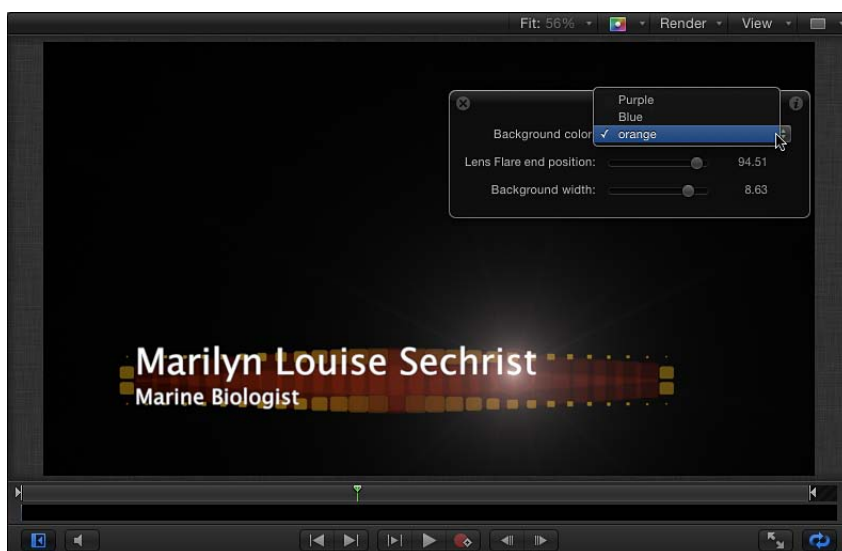 Fit: 56% Render View
Purple
Blue
Background color: ✓ orange
Lens Flare end position: 94.51
Background width: 8.63
Marilyn Louise Sechrist
Marine Biologist